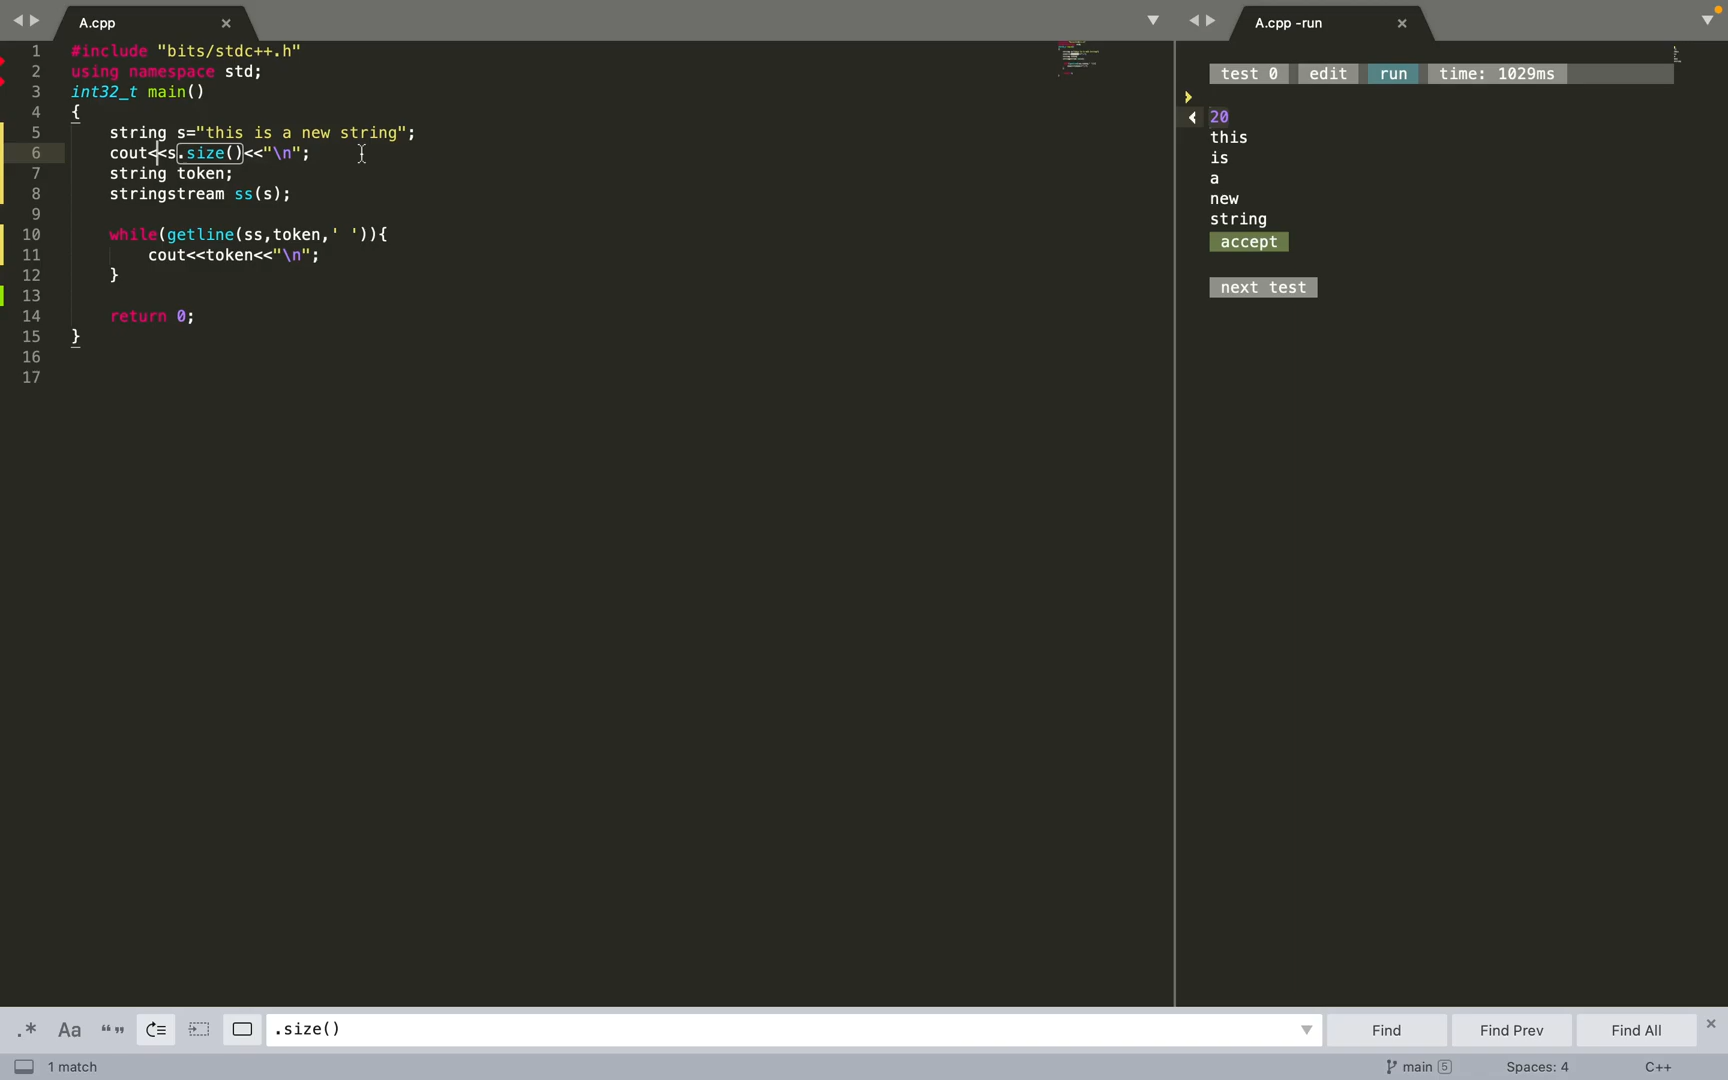 A.cpp
A.cpp -run
1 #include "bits/stdc++.h"
2 using namespace std;
3 int32_t main()
4 {
5 string s="this is a new string";
6 cout<<s.size()<<"\n";
7 string token;
8 stringstream ss(s);
9
10 while(getline(ss,token,' ')){
11 cout<<token<<"\n";
12 }
13
14 return 0;
15 }
16
17
test 0 edit run time: 1029ms
20
this
is
a
new
string
accept
next test
.* Aa “” .size() Find Find Prev Find All
1 match main 5 Spaces: 4 C++